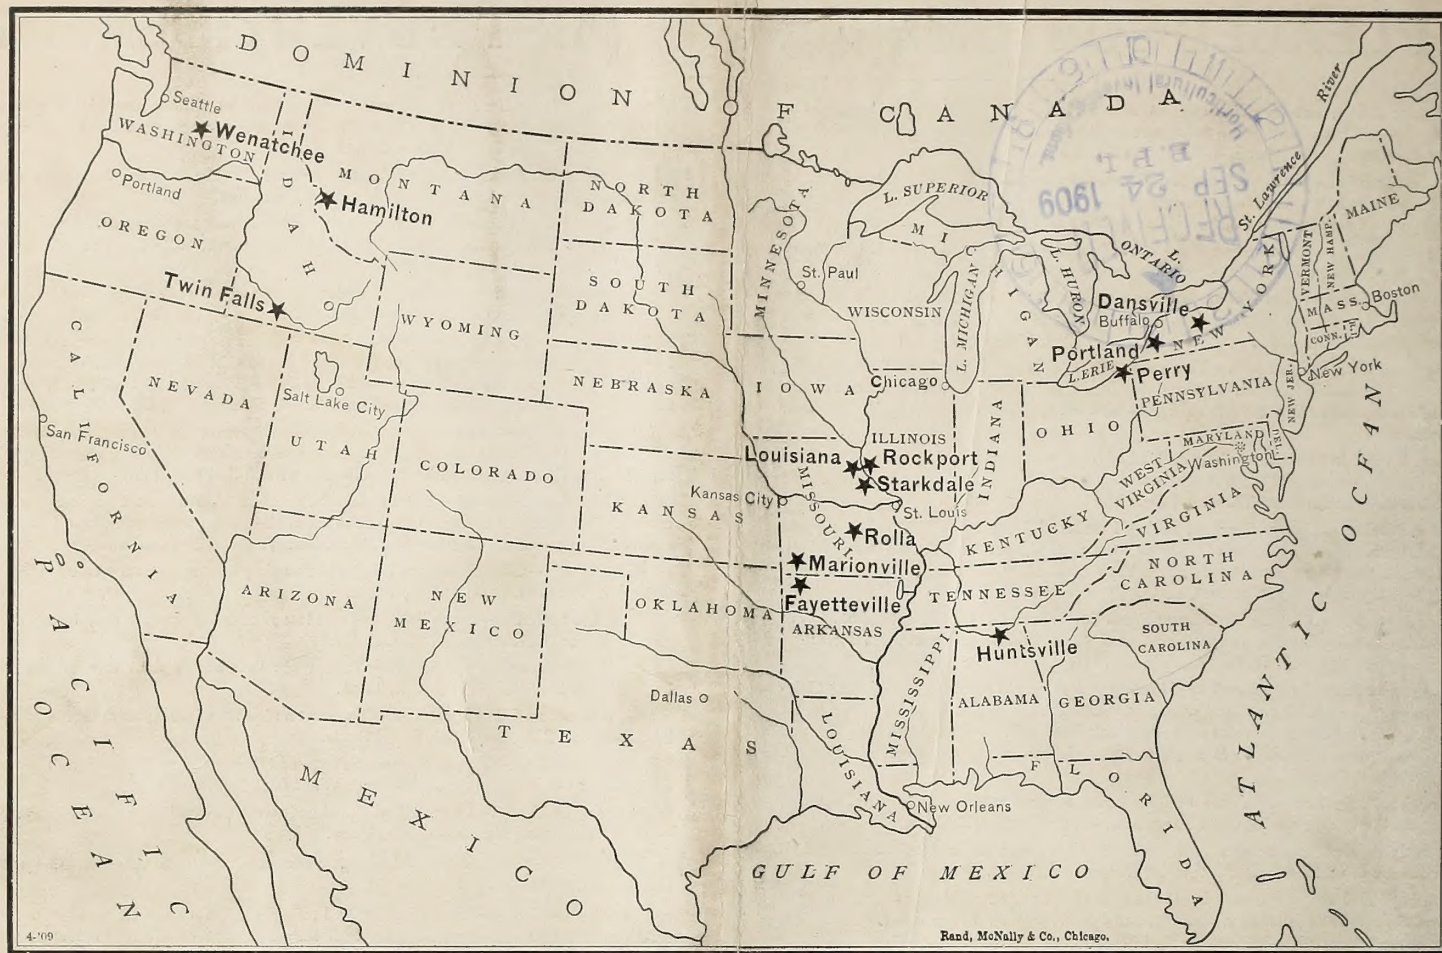 DOMINION OF CANADA
Seattle
Wenatchee
WASHINGTON
Portland
OREGON
IDAHO
MONTANA
Hamilton
Twin Falls
NORTH
DAKOTA
SOUTH
DAKOTA
MINNESOTA
St. Paul
WISCONSIN
L. SUPERIOR
MICHIGAN
L. MICHIGAN
L. HURON
L. ONTARIO
L. ERIE
St. Lawrence River
MAINE
VERMONT
NEW HAMP.
MASS.
Boston
CONN.
R.I.
NEW YORK
Dansville
Buffalo
Portland
Perry
New York
PENNSYLVANIA
NEW JER.
WYOMING
NEBRASKA
IOWA
Chicago
ILLINOIS
INDIANA
OHIO
MARYLAND
DEL.
Washington
WEST
VIRGINIA
VIRGINIA
CALIFORNIA
San Francisco
NEVADA
Salt Lake City
UTAH
COLORADO
KANSAS
Kansas City
MISSOURI
Louisiana
Rockport
Starkdale
St. Louis
Rolla
Marionville
Fayetteville
KENTUCKY
TENNESSEE
NORTH
CAROLINA
SOUTH
CAROLINA
ARIZONA
NEW
MEXICO
OKLAHOMA
ARKANSAS
Huntsville
Dallas
TEXAS
LOUISIANA
MISSISSIPPI
ALABAMA
GEORGIA
FLORIDA
New Orleans
MEXICO
GULF OF MEXICO
PACIFIC
OCEAN
ATLANTIC OCEAN
4-'09
Rand, McNally & Co., Chicago.
RECEIVED
SEP 24 1909